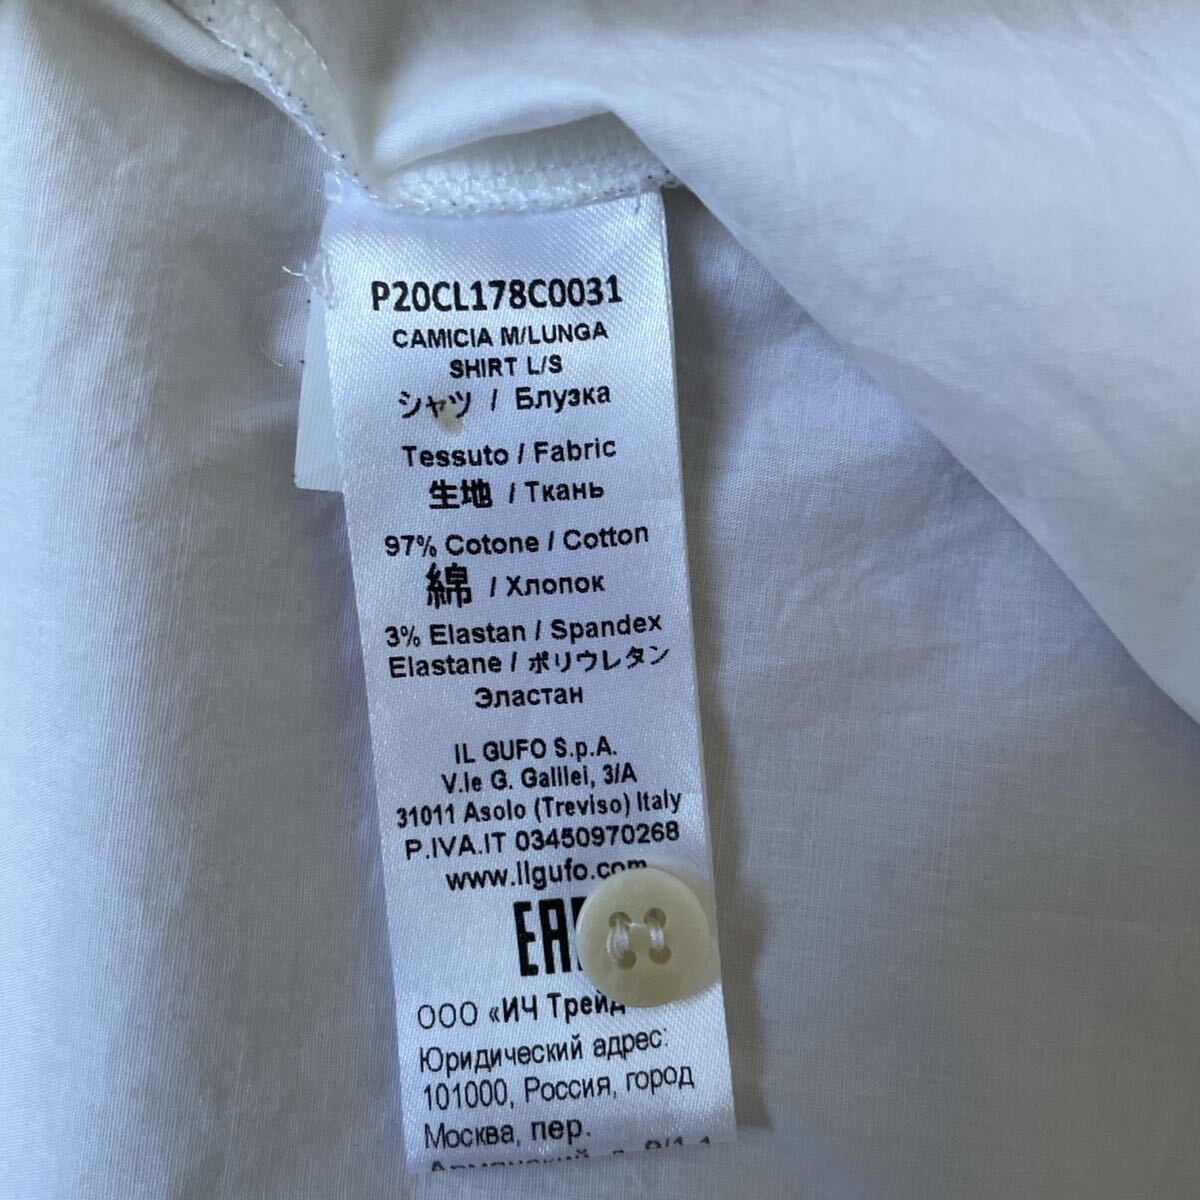 P20CL178C0031
CAMICIA M/LUNGA
SHIRT L/S
シャツ / Блузка
Tessuto / Fabric
生地 / Ткань
97% Cotone / Cotton
綿 / Хлопок
3% Elastan / Spandex
Elastane / ポリウレタン
Эластан
IL GUFO S.p.A.
V.le G. Galilei, 3/A
31011 Asolo (Treviso) Italy
P.IVA.IT 03450970268
www.ilgufo.com
ООО «ИЧ Трейд
Юридический адрес:
101000, Россия, город
Москва, пер.